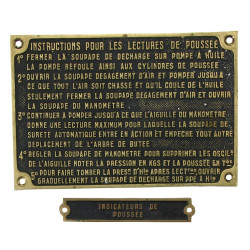 INSTRUCTIONS POUR LES LECTURES DE POUSSEE
1° FERMER LA SOUPAPE DE DECHARGE SUR POMPE A HUILE.
LA POMPE REFOULE AINSI AUX CYLINDRES DE POUSSEE
2° OUVRIR LA SOUPAPE DEGAGEMENT D'AIR ET POMPER JUSQU'A
CE QUE TOUT L'AIR SOIT CHASSE ET QU'IL COULE DE l'HUILE
SEULEMENT FERMER LA SOUPAPE D'AIR ET OUVRIR LA
SOUPAPE DU MANOMETRE
3° CONTINUER A POMPER JUSQU'A CE QUE L'AIGUILLE DU MANOMETRE
DONNE UNE LECTURE MAXIMUM POUR LAQUELLE LA SOUPAPE DE
SURETE AUTOMATIQUE ENTRE EN ACTION ET EMPECHE TOUT AUTRE
DEPLACEMENT DE L'ARBRE DE BUTEE
4° REGLER LA SOUPAPE DE MANOMETRE POUR SUPPRIMER LES OSCILN
DE L'AIGUILLE NOTER LA PRESSION EN KGS ET LA POUSSEE EN
POUR FAIRE TOMBER LA PRESS APRES OUVRIR
GRADUELLEMENT LA SOUPAPE DE DECHARGE SUR PPE A
INDICATEURS DE
POUSSEE